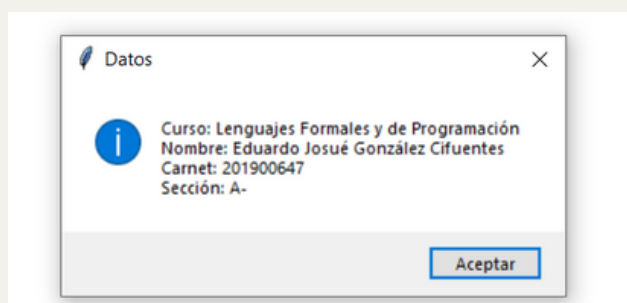 Datos
Curso: Lenguajes Formales y de Programación
Nombre: Eduardo Josué González Cifuentes
Carnet: 201900647
Sección: A-
Aceptar